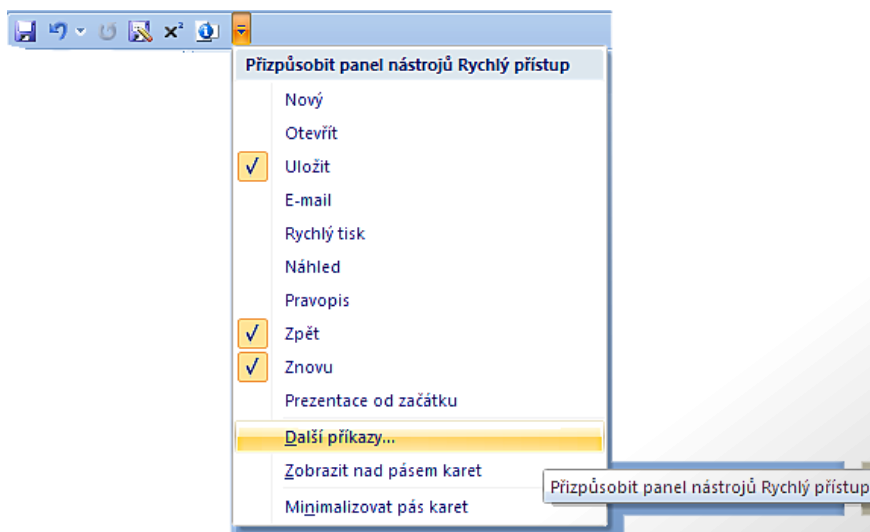 x²
Přizpůsobit panel nástrojů Rychlý přístup
Nový
Otevřít
Uložit
E-mail
Rychlý tisk
Náhled
Pravopis
Zpět
Znovu
Prezentace od začátku
Další příkazy...
Zobrazit nad pásem karet
Minimalizovat pás karet
Přizpůsobit panel nástrojů Rychlý přístup